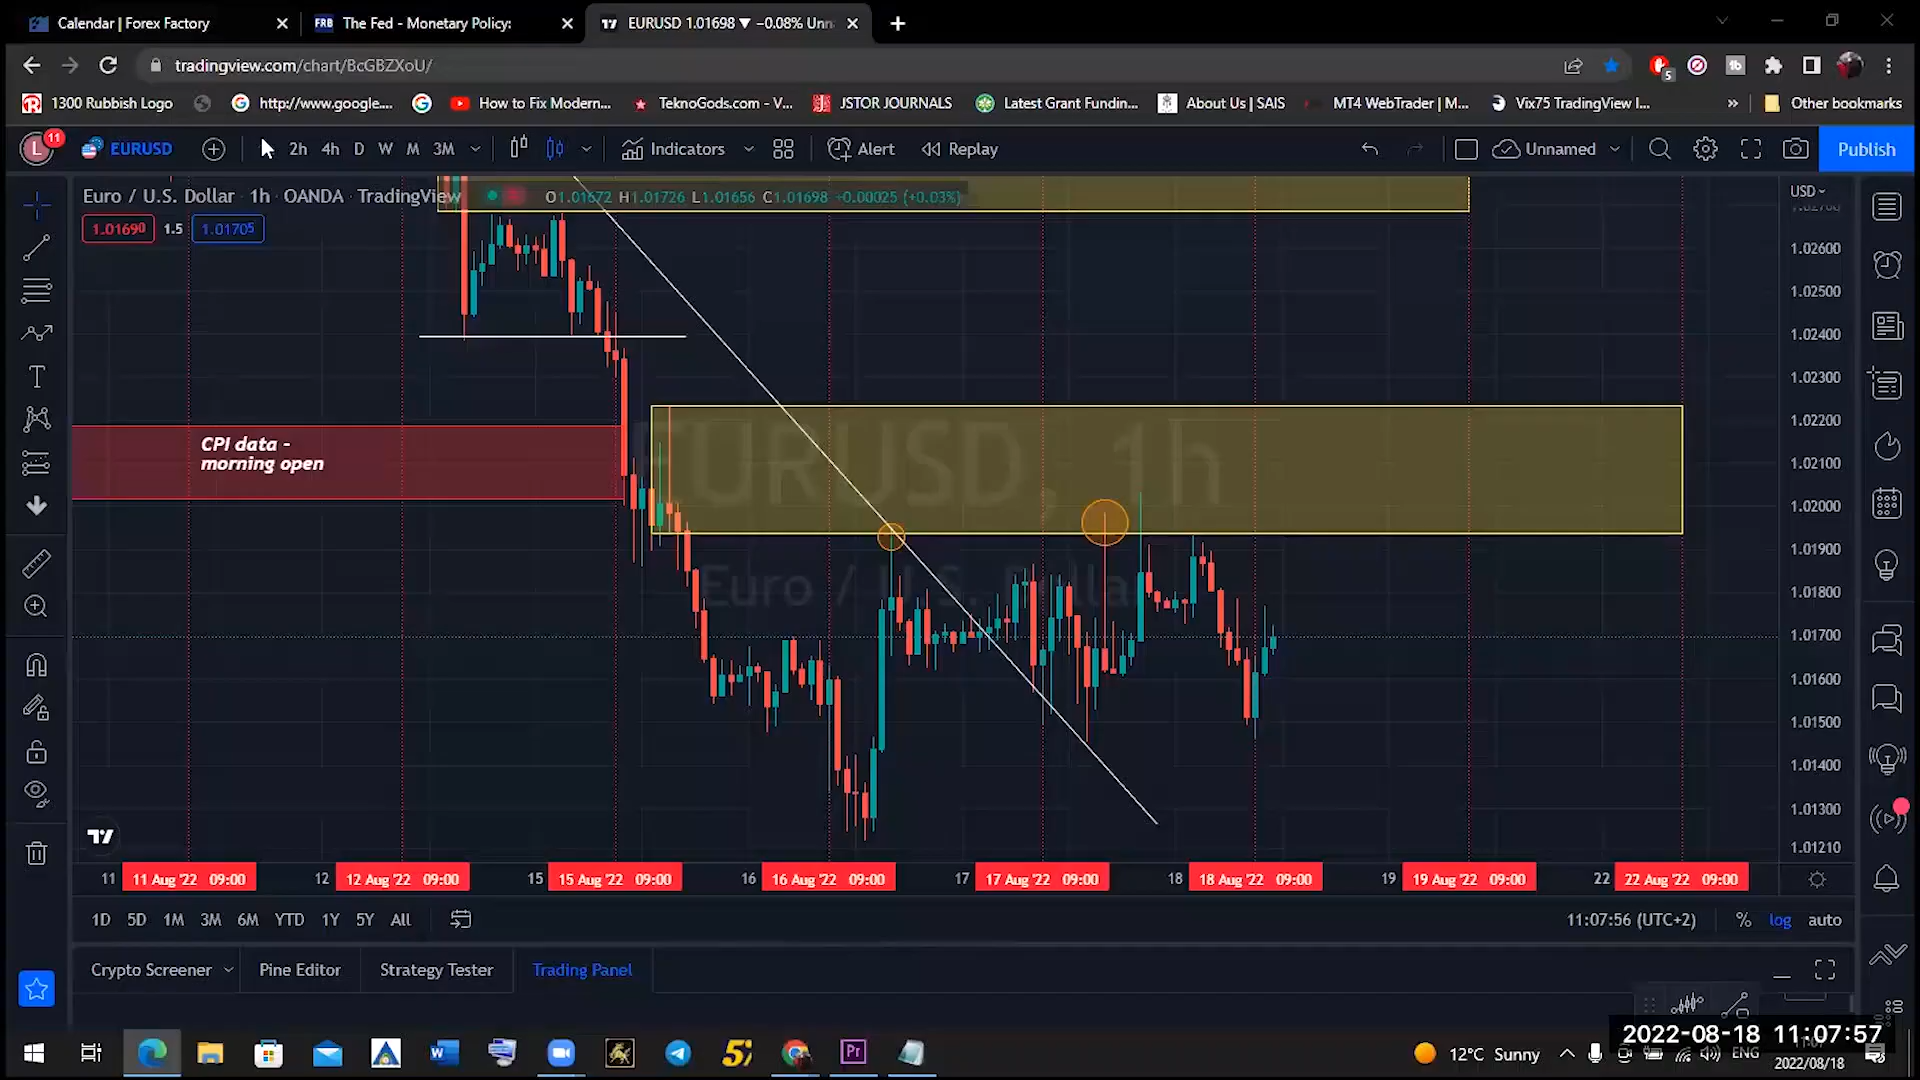 Calendar | Forex Factory
FRB The Fed - Monetary Policy:
EURUSD 1.01698 ▼ −0.08% Unn
tradingview.com/chart/BcGBZXoU/
5
1300 Rubbish Logo
http://www.google....
How to Fix Modern...
TeknoGods.com - V...
JSTOR JOURNALS
Latest Grant Fundin...
About Us | SAIS
MT4 WebTrader | M...
Vix75 TradingView I...
»
Other bookmarks
L 11
EURUSD
2h 4h D W M 3M
Indicators
Alert
Replay
Unnamed
Publish
Euro / U.S. Dollar · 1h · OANDA · TradingView
O1.01672 H1.01726 L1.01656 C1.01698 +0.00025 (+0.03%)
1.01690 1.5 1.01705
USD
1.02600
1.02500
1.02400
1.02300
1.02200
1.02100
1.02000
1.01900
1.01800
1.01700
1.01600
1.01500
1.01400
1.01300
1.01210
CPI data -
morning open
EURUSD, 1h
Euro / U.S. Dollar
11 11 Aug '22 09:00 12 12 Aug '22 09:00 15 15 Aug '22 09:00 16 16 Aug '22 09:00 17 17 Aug '22 09:00 18 18 Aug '22 09:00 19 19 Aug '22 09:00 22 22 Aug '22 09:00
1D 5D 1M 3M 6M YTD 1Y 5Y All
11:07:56 (UTC+2) % log auto
Crypto Screener
Pine Editor
Strategy Tester
Trading Panel
2022-08-18 11:07:57
12°C Sunny
ENG
2022/08/18